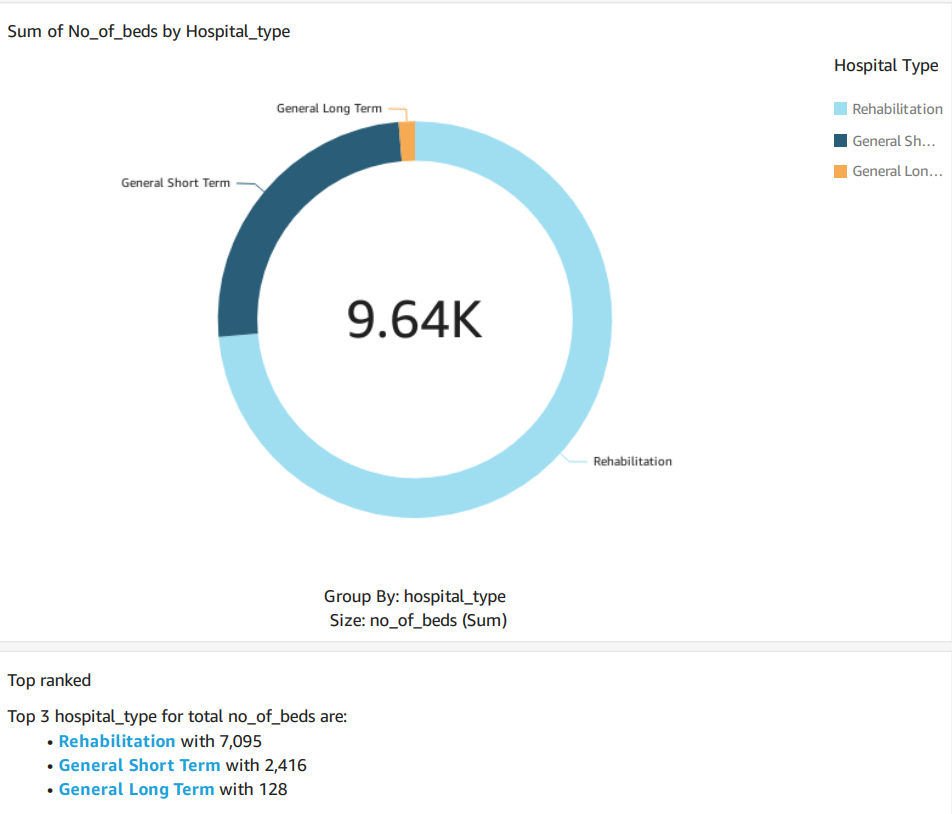 Sum of No_of_beds by Hospital_type
Hospital Type
Rehabilitation
General Sh...
General Lon...
General Long Term
General Short Term
9.64K
Rehabilitation
Group By: hospital_type
Size: no_of_beds (Sum)
Top ranked
Top 3 hospital_type for total no_of_beds are:
• Rehabilitation with 7,095
• General Short Term with 2,416
• General Long Term with 128